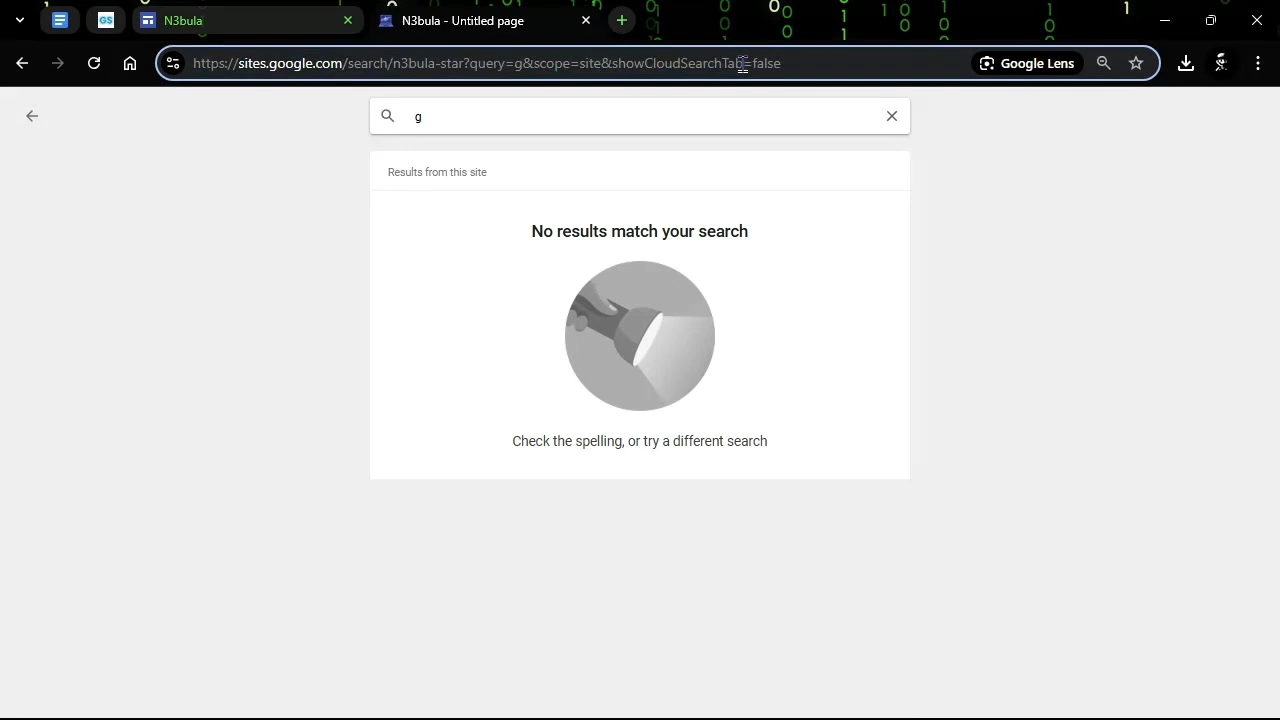 GS
N3bula
N3bula - Untitled page
https://sites.google.com/search/n3bula-star?query=g&scope=site&showCloudSearchTab=false
Google Lens
g
Results from this site
No results match your search
Check the spelling, or try a different search